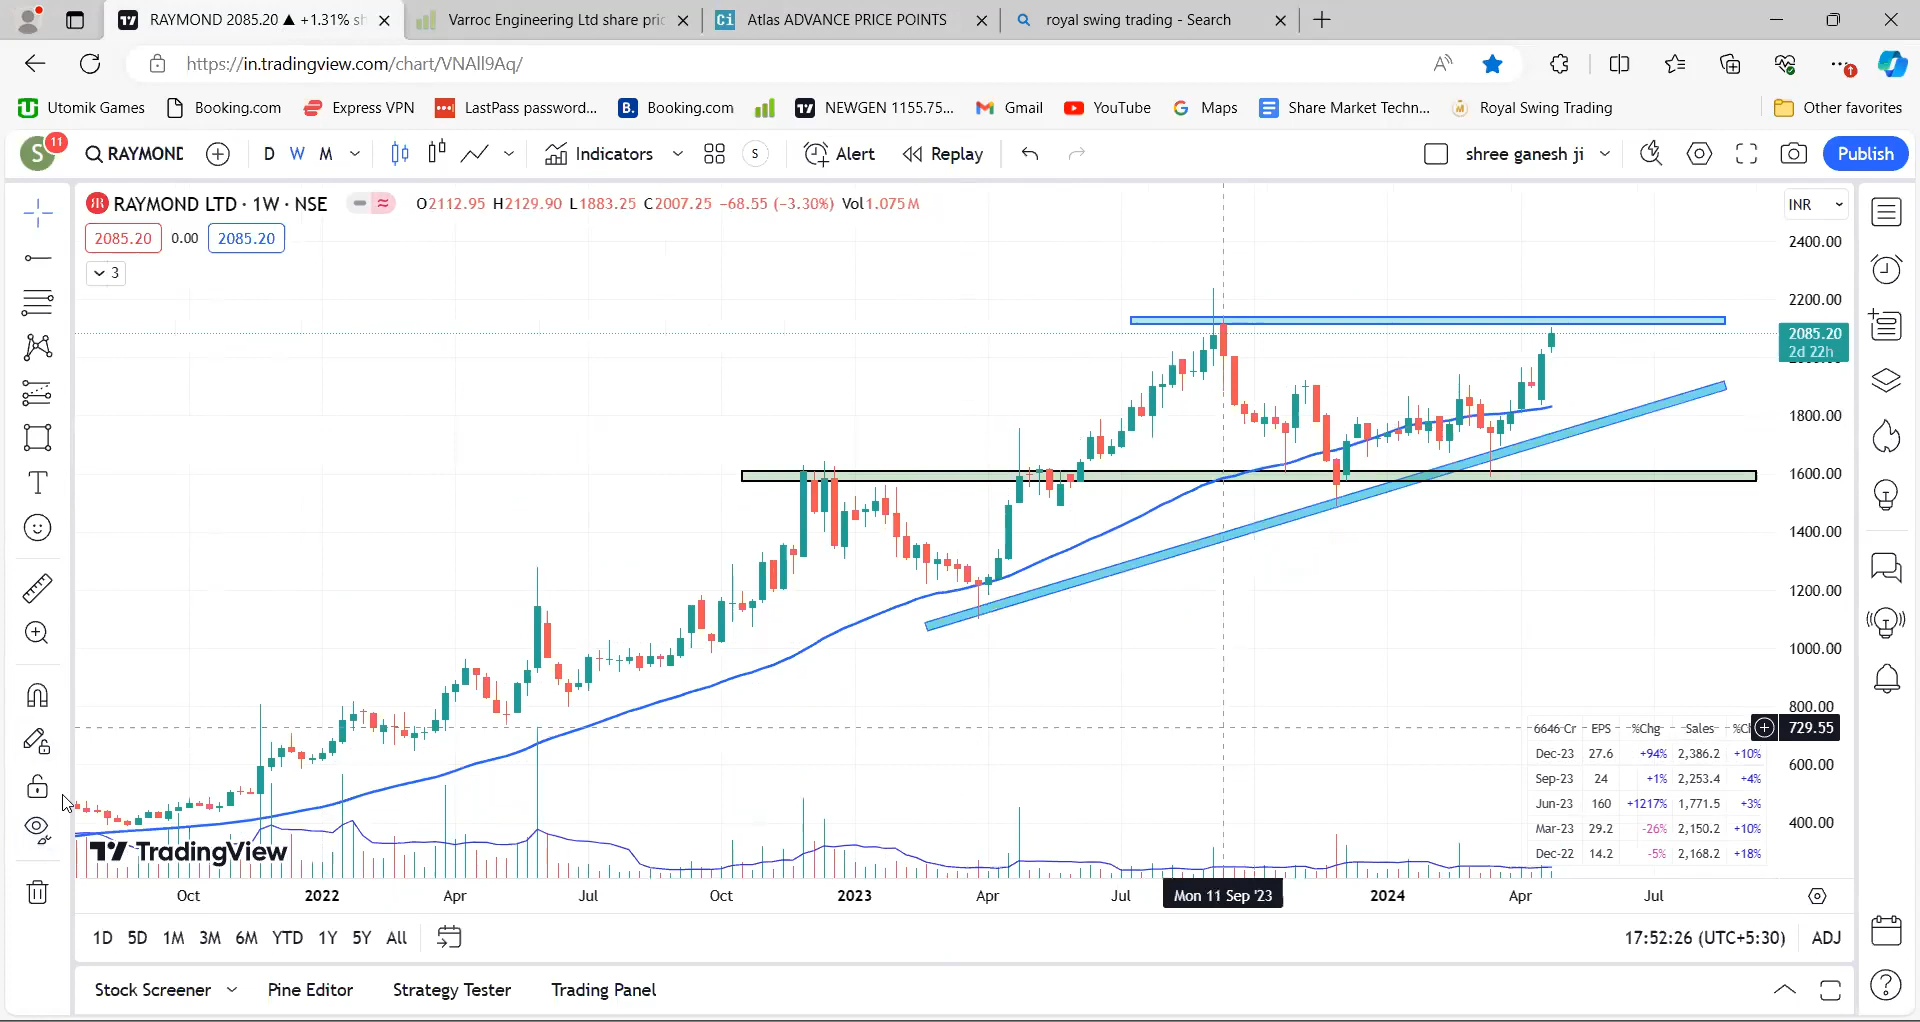 RAYMOND 2085.20 ▲ +1.31% sh
Varroc Engineering Ltd share pric
Atlas ADVANCE PRICE POINTS
royal swing trading - Search
https://in.tradingview.com/chart/VNAll9Aq/
Utomik Games
Booking.com
Express VPN
LastPass password...
Booking.com
NEWGEN 1155.75...
Gmail
YouTube
Maps
Share Market Techn...
Royal Swing Trading
Other favorites
S 11
RAYMOND
D W M
Indicators
S
Alert
Replay
shree ganesh ji
Publish
RAYMOND LTD · 1W · NSE
O2112.95 H2129.90 L1883.25 C2007.25 −68.55 (−3.30%) Vol1.075M
INR
2085.20 0.00 2085.20
3
2400.00
2200.00
2085.20
2d 22h
1800.00
1600.00
1400.00
1200.00
1000.00
800.00
729.55
600.00
400.00
6646 Cr EPS %Chg Sales
Dec-23 27.6 +94% 2,386.2 +10%
Sep-23 24 +1% 2,253.4 +4%
Jun-23 160 +1217% 1,771.5 +3%
Mar-23 29.2 -26% 2,150.2 +10%
Dec-22 14.2 -5% 2,168.2 +18%
TradingView
Oct 2022 Apr Jul Oct 2023 Apr Jul Mon 11 Sep '23 2024 Apr Jul
1D 5D 1M 3M 6M YTD 1Y 5Y All
17:52:26 (UTC+5:30) ADJ
Stock Screener
Pine Editor
Strategy Tester
Trading Panel